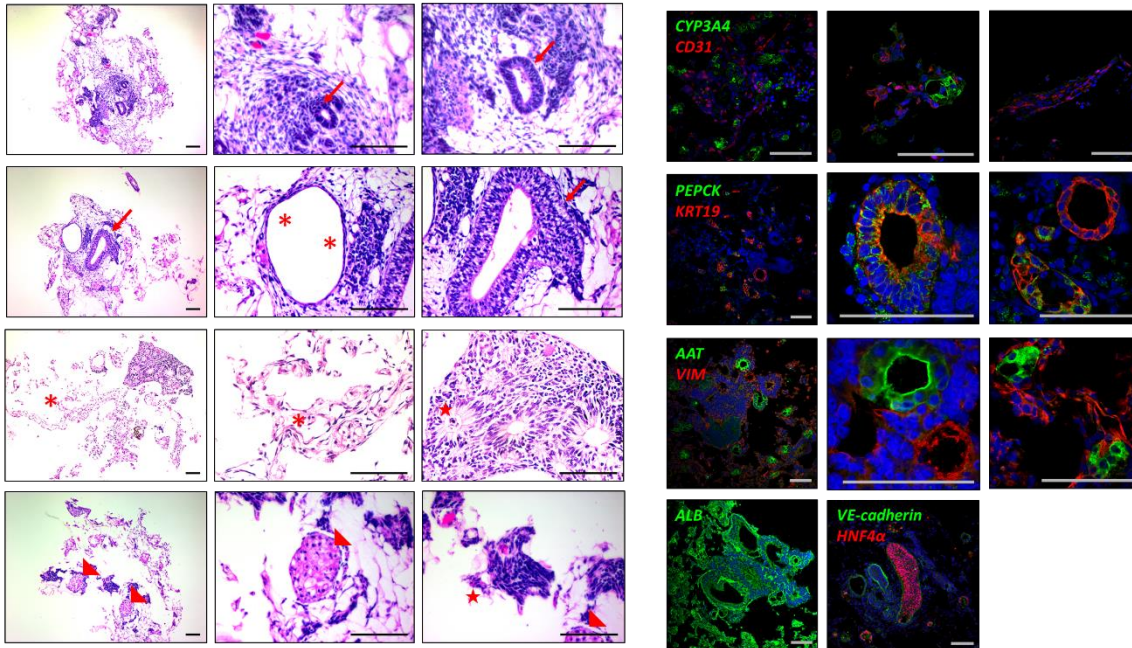 CYP3A4
CD31
PEPCK
KRT19
AAT
VIM
ALB
VE-cadherin
HNF4α